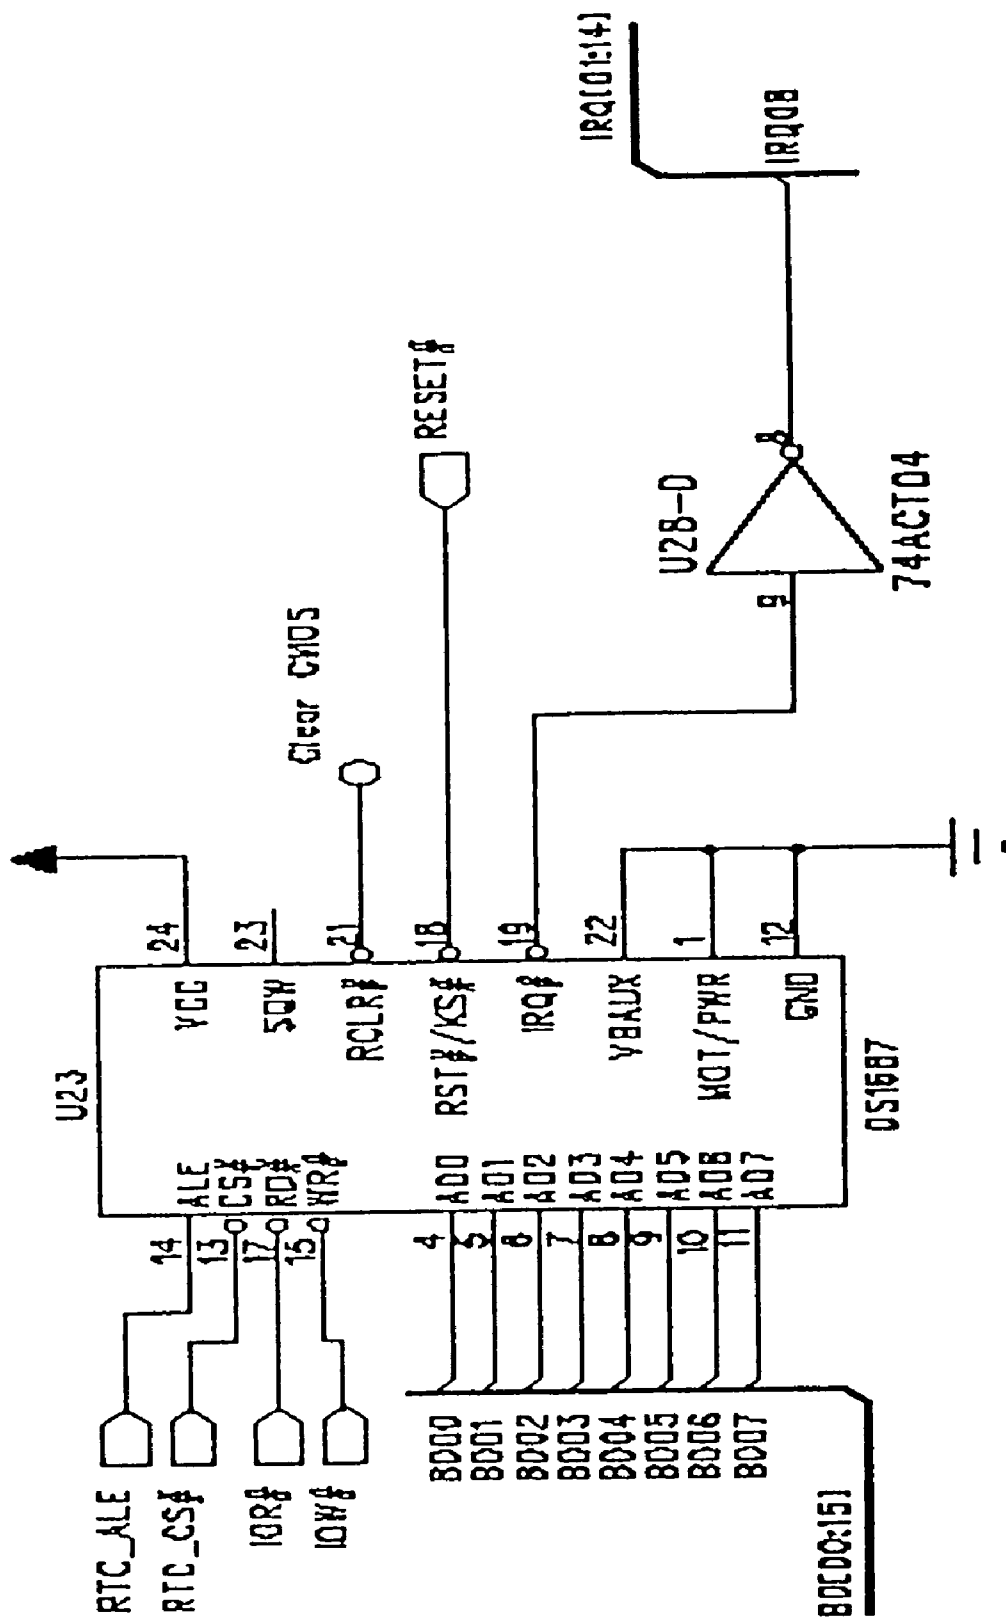 U23
RTC_ALE
14
ALE
RTC_CS#
13
CS#
IOR#
17
RD#
IOW#
15
WR#
BD00
4
AD0
BD01
5
AD1
BD02
6
AD2
BD03
7
AD3
BD04
8
AD4
BD05
9
AD5
BD06
10
AD6
BD07
11
AD7
BD[D0:15]
DS1687
VCC
24
SQW
23
RCLR#
21
Clear CMOS
RST#/KS#
18
RESET#
IRQ#
19
VBAUX
22
MOT/PWR
1
GND
12
U28-D
9
8
74ACT04
IRQ[01:14]
IRQ08